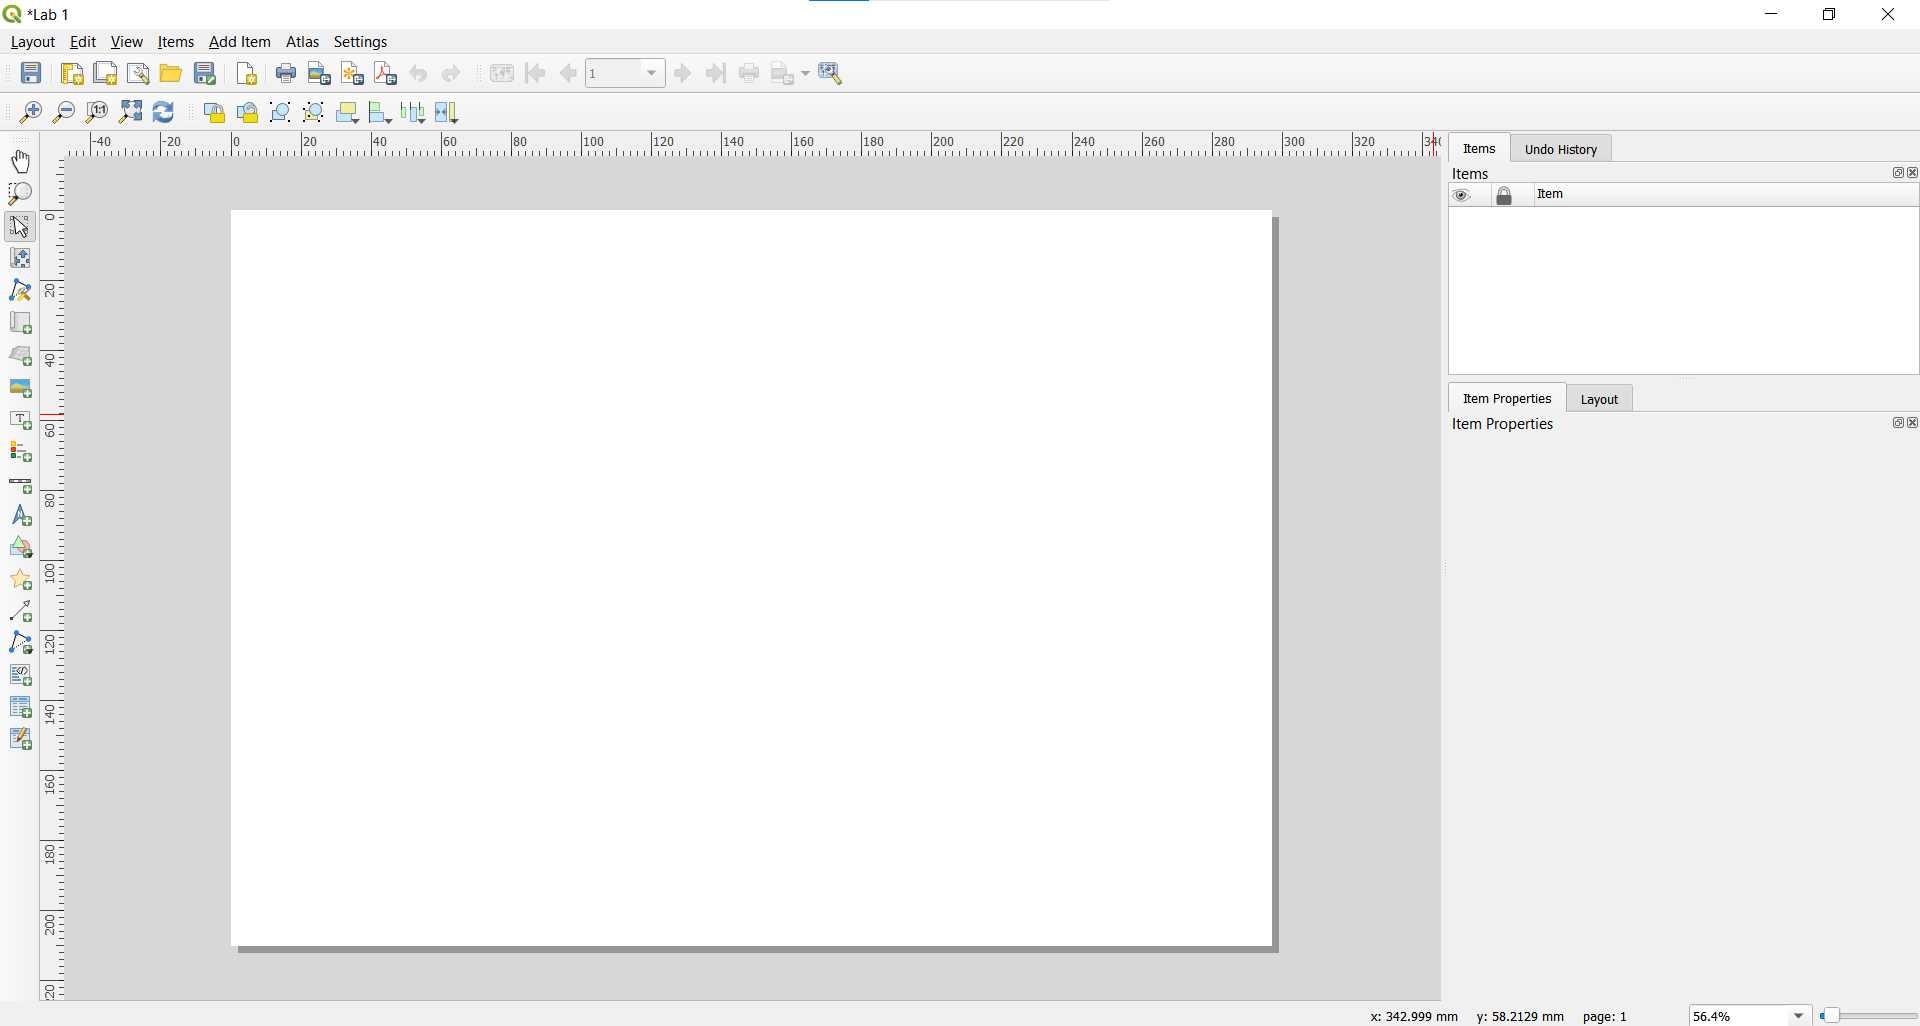 *Lab 1
Layout Edit View Items Add Item Atlas Settings
1
1:1
-40 -20 0 20 40 60 80 100 120 140 160 180 200 220 240 260 280 300 320 340
Items Undo History
Items
Item
0
20
40
60
80
100
120
140
160
180
200
20
T
Item Properties Layout
Item Properties
x: 342.999 mm y: 58.2129 mm page: 1 56.4%